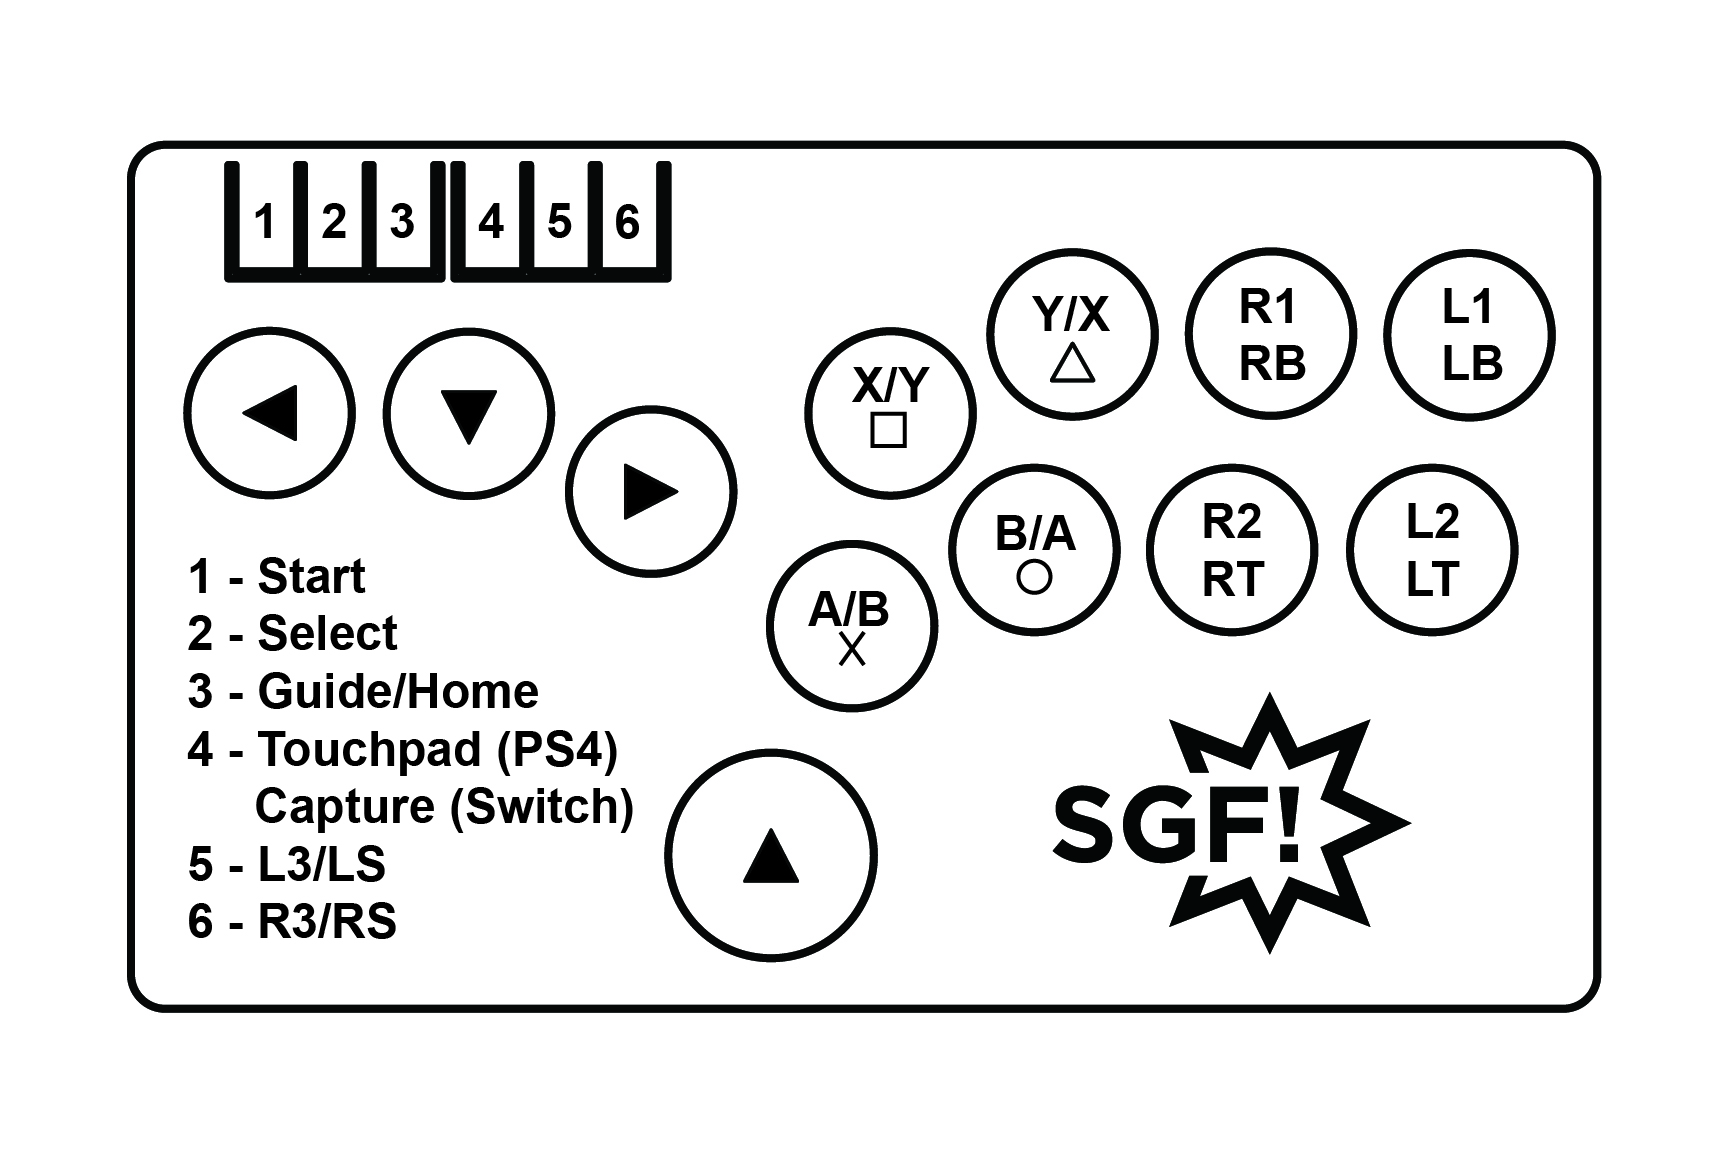 1 2 3 4 5 6
Y/X
R1
RB
L1
LB
X/Y
B/A
R2
RT
L2
LT
A/B
1 - Start
2 - Select
3 - Guide/Home
4 - Touchpad (PS4)
Capture (Switch)
5 - L3/LS
6 - R3/RS
SGF!